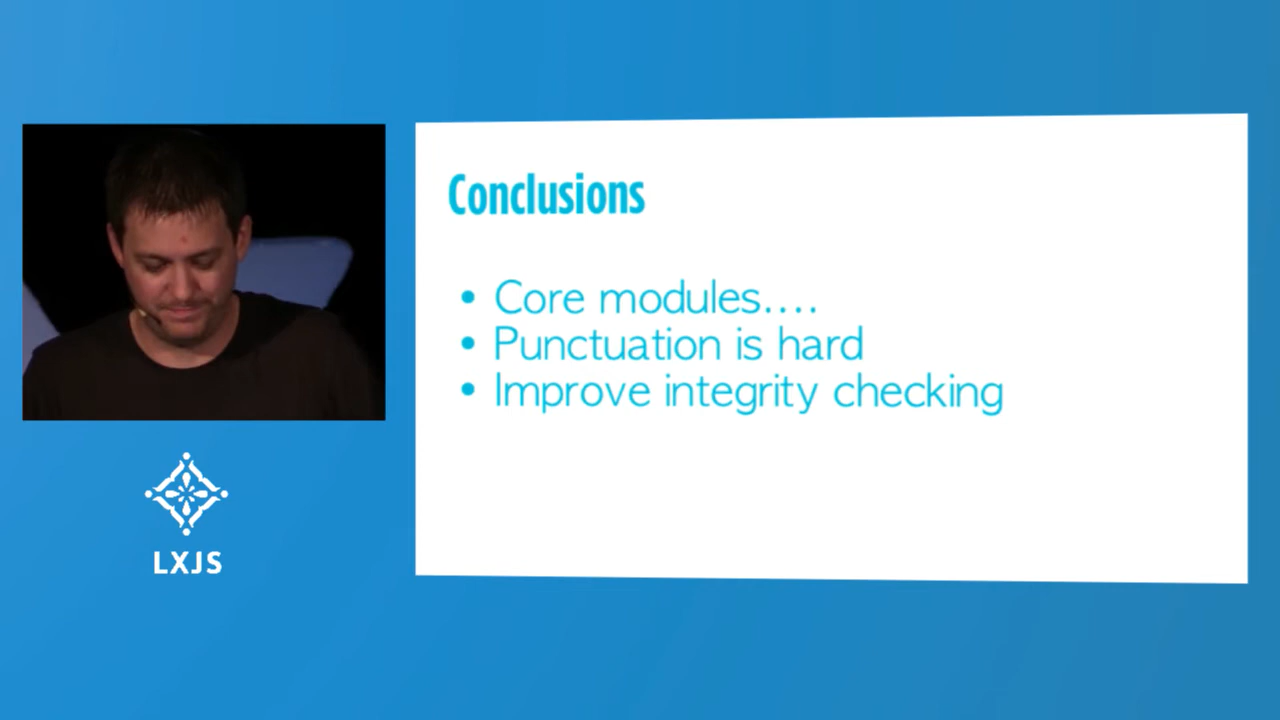 Conclusions
• Core modules....
• Punctuation is hard
• Improve integrity checking
LXJS